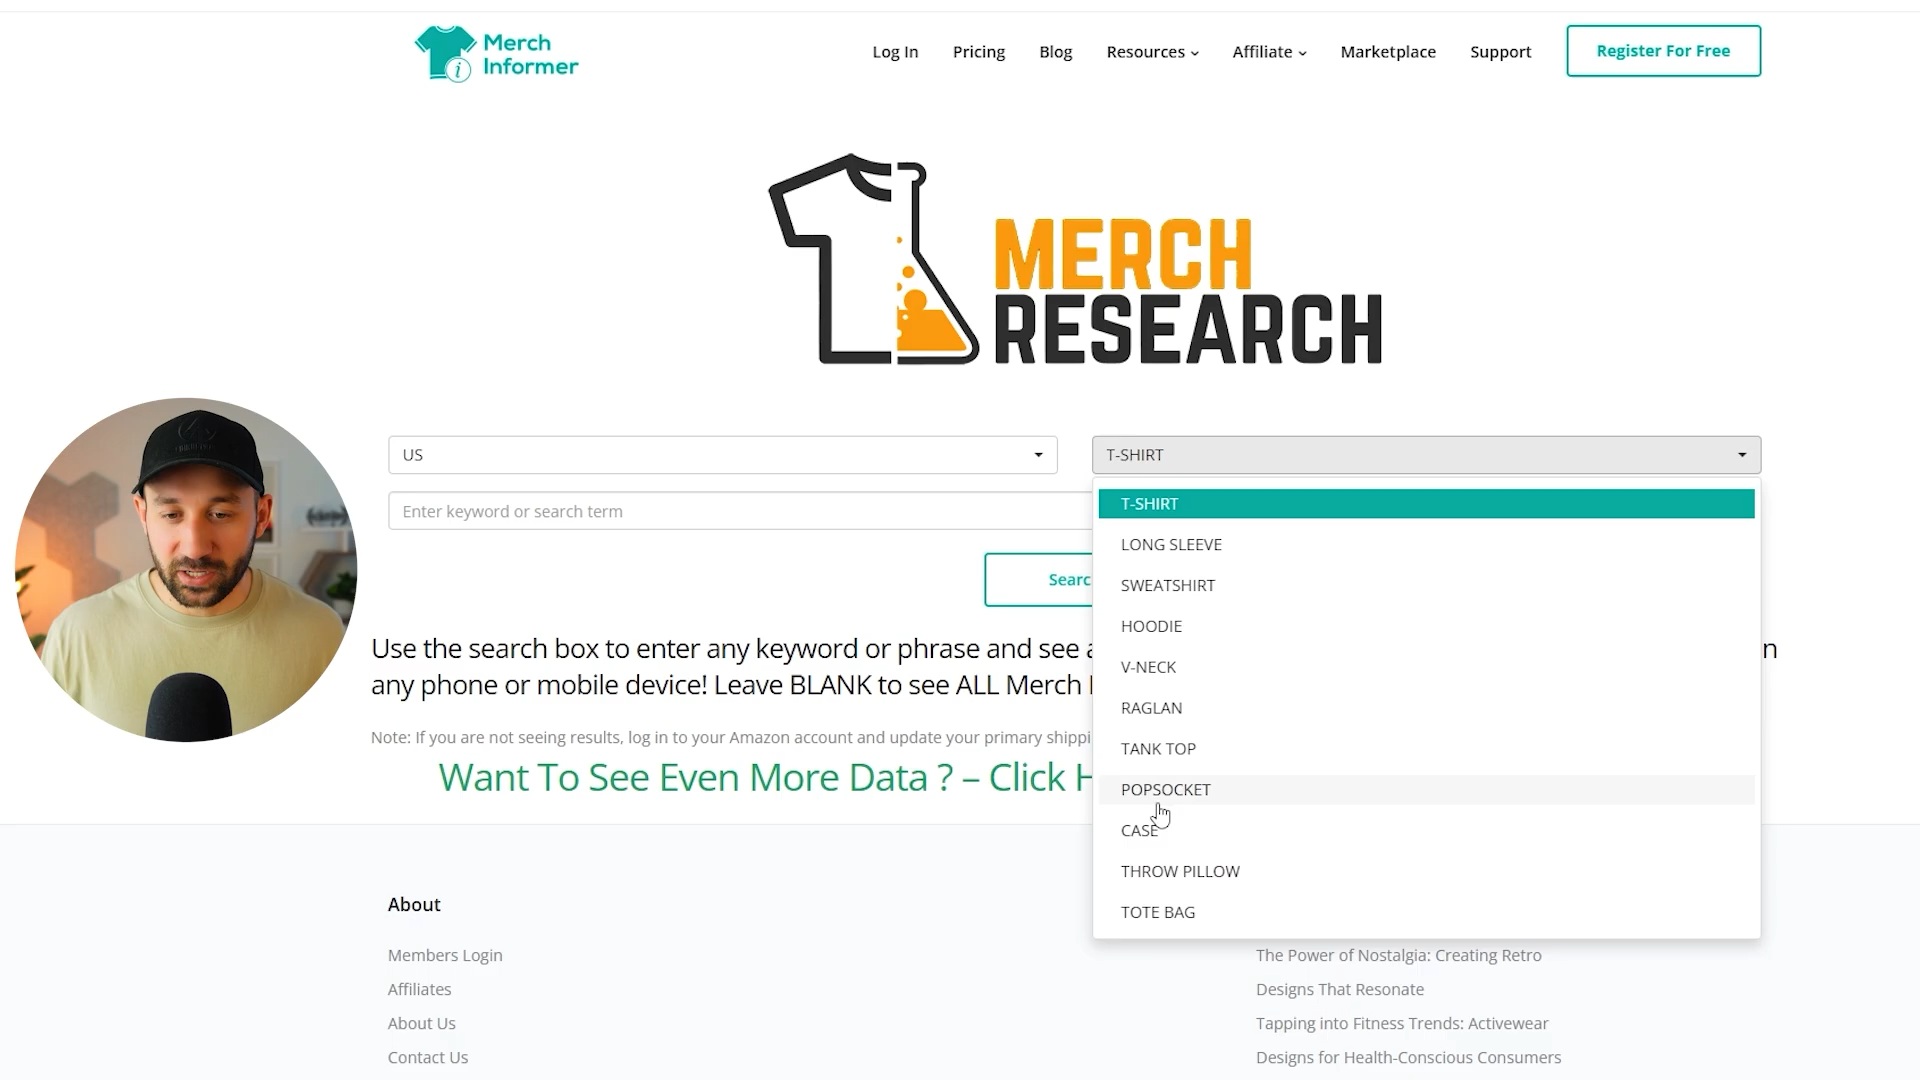 Merch
Informer
Log In
Pricing
Blog
Resources
Affiliate
Marketplace
Support
Register For Free
MERCH
RESEARCH
US
T-SHIRT
Enter keyword or search term
T-SHIRT
LONG SLEEVE
SWEATSHIRT
HOODIE
V-NECK
RAGLAN
TANK TOP
POPSOCKET
CASE
THROW PILLOW
TOTE BAG
Searc
Use the search box to enter any keyword or phrase and see a
n
any phone or mobile device! Leave BLANK to see ALL Merch
Note: If you are not seeing results, log in to your Amazon account and update your primary shippi
Want To See Even More Data ? – Click H
About
Members Login
Affiliates
About Us
Contact Us
The Power of Nostalgia: Creating Retro
Designs That Resonate
Tapping into Fitness Trends: Activewear
Designs for Health-Conscious Consumers